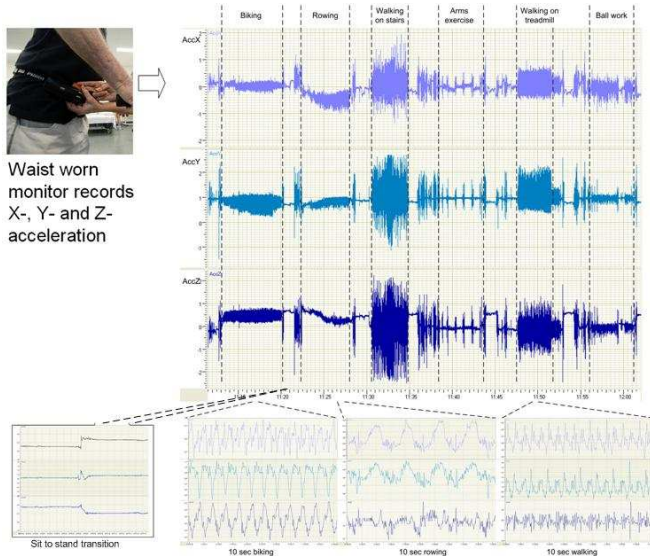 Biking
Rowing
Walking
on stairs
Arms
exercise
Walking on
treadmill
Ball work
AccX
AccY
AccZ
Waist worn
monitor records
X-, Y- and Z-
acceleration
11:20
11:25
11:30
11:35
11:40
11:45
11:50
11:55
12:00
Sit to stand transition
10 sec biking
10 sec rowing
10 sec walking